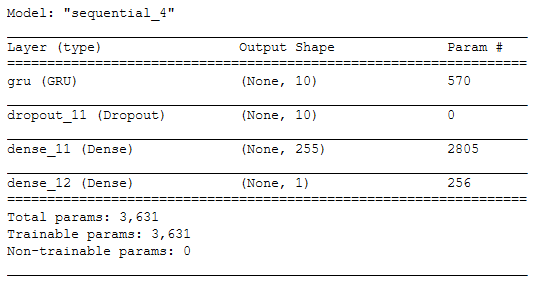 Model: "sequential_4"
Layer (type) Output Shape Param #
gru (GRU) (None, 10) 570
dropout_11 (Dropout) (None, 10) 0
dense_11 (Dense) (None, 255) 2805
dense_12 (Dense) (None, 1) 256
Total params: 3,631
Trainable params: 3,631
Non-trainable params: 0